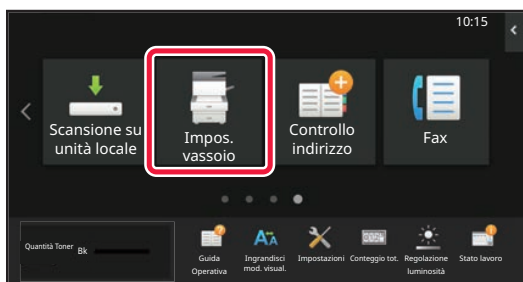 10:15
Scansione su
unità locale
Impos.
vassoio
Controllo
indirizzo
Fax
Quantità Toner
Bk
Guida
Operativa
Ingrandisci
mod. visual.
Impostazioni
Conteggio tot.
Regolazione
luminosità
Stato lavoro